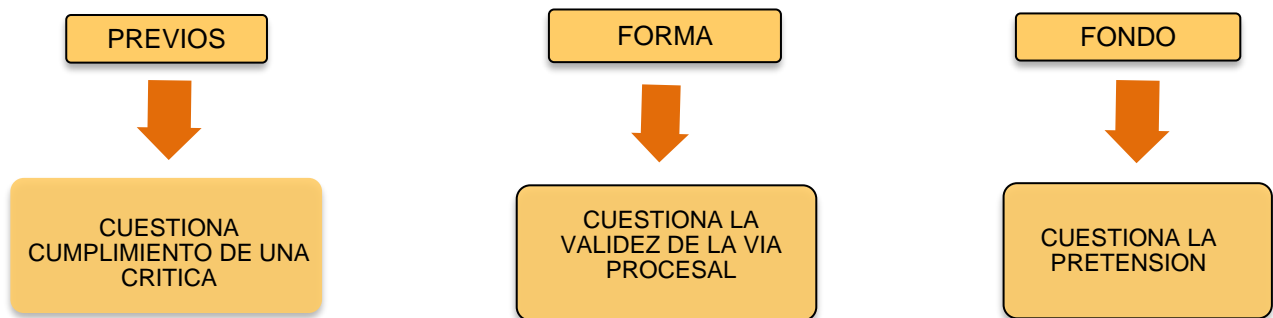 PREVIOS
FORMA
FONDO
CUESTIONA
CUMPLIMIENTO DE UNA
CRITICA
CUESTIONA LA
VALIDEZ DE LA VIA
PROCESAL
CUESTIONA LA
PRETENSION